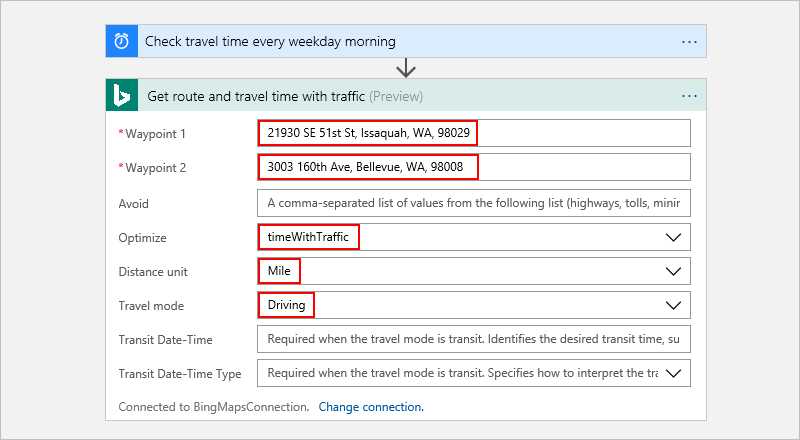 Check travel time every weekday morning ...
Get route and travel time with traffic (Preview) ...
* Waypoint 1 21930 SE 51st St, Issaquah, WA, 98029
* Waypoint 2 3003 160th Ave, Bellevue, WA, 98008
Avoid A comma-separated list of values from the following list (highways, tolls, minir
Optimize timeWithTraffic
Distance unit Mile
Travel mode Driving
Transit Date-Time Required when the travel mode is transit. Identifies the desired transit time, su
Transit Date-Time Type Required when the travel mode is transit. Specifies how to interpret the tra
Connected to BingMapsConnection. Change connection.